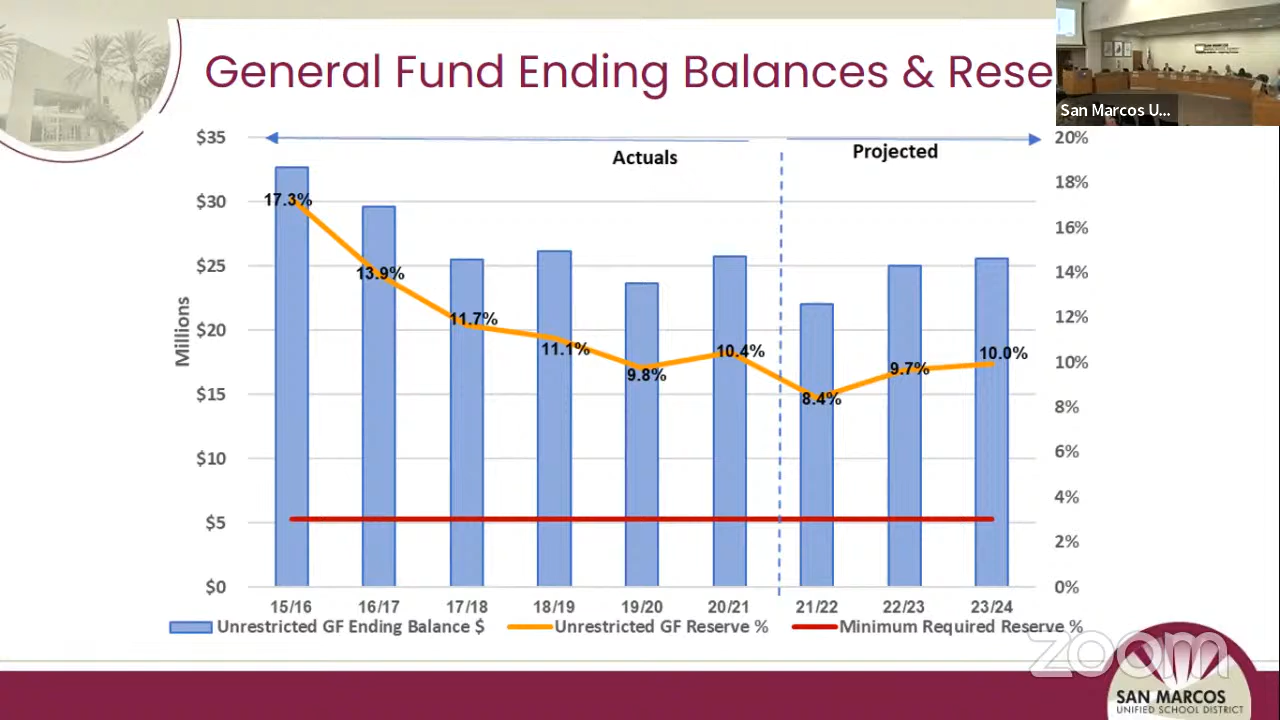 General Fund Ending Balances & Rese
San Marcos U...
$35
20%
Actuals
Projected
18%
17.3%
$30
16%
13.9%
$25
14%
11.7%
$20
12%
Millions
11.1%
10.4%
10.0%
10%
9.8%
9.7%
8.4%
$15
8%
$10
6%
4%
$5
2%
$0
0%
15/16 16/17 17/18 18/19 19/20 20/21 21/22 22/23 23/24
Unrestricted GF Ending Balance $ Unrestricted GF Reserve % Minimum Required Reserve %
zoom
SAN MARCOS
UNIFIED SCHOOL DISTRICT